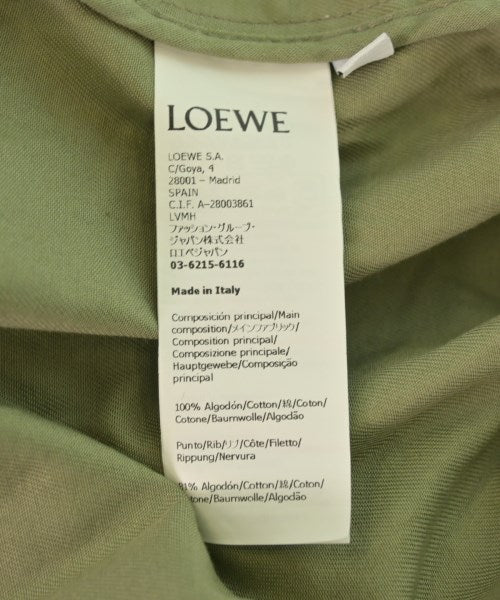 LOEWE
LOEWE S.A.
C/Goya, 4
28001 – Madrid
SPAIN
C.I.F. A-28003861
LVMH
ファッション・グループ・
ジャパン株式会社
ロエベジャパン
03-6215-6116
Made in Italy
Composición principal/Main
composition/メインファブリック/
Composition principal/
Composizione principale/
Hauptgewebe/Composição
principal
100% Algodón/Cotton/綿/Coton/
Cotone/Baumwolle/Algodão
Punto/Rib/リブ/Côte/Filetto/
Rippung/Nervura
Algodón/Cotton/綿/Coton/
otone/Baumwolle/Algodão